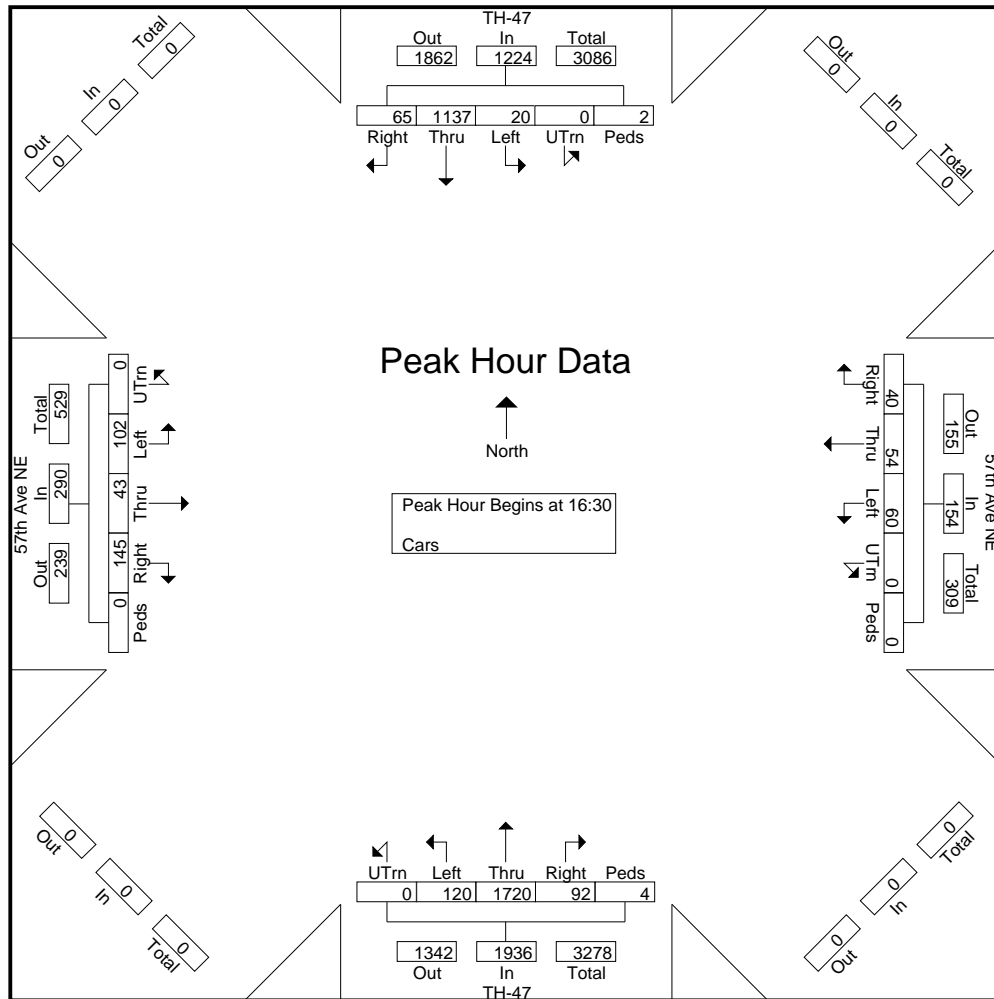 TH-47
Out In Total
1862 1224 3086
65 1137 20 0 2
Right Thru Left UTrn Peds
Total
0
In
0
Out
0
Out
0
In
0
Total
0
Peak Hour Data
North
Peak Hour Begins at 16:30
Cars
57th Ave NE
Total In Out
529 290 239
0 102 43 145 0
UTrn Left Thru Right Peds
Right Thru Left UTrn Peds
40 54 60 0 0
Out In Total
155 154 309
57th Ave NE
UTrn Left Thru Right Peds
0 120 1720 92 4
1342 1936 3278
Out In Total
TH-47
0
Out
0
In
0
Total
0
Total
0
In
0
Out